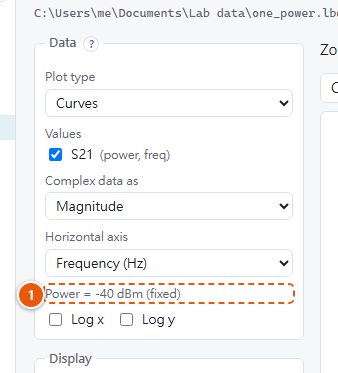 C:\Users\me\Documents\Lab data\one_power.lb
Data ?
Zo
Plot type
Curves
Values
S21 (power, freq)
Complex data as
Magnitude
Horizontal axis
Frequency (Hz)
1 Power = -40 dBm (fixed)
Log x Log y
Display